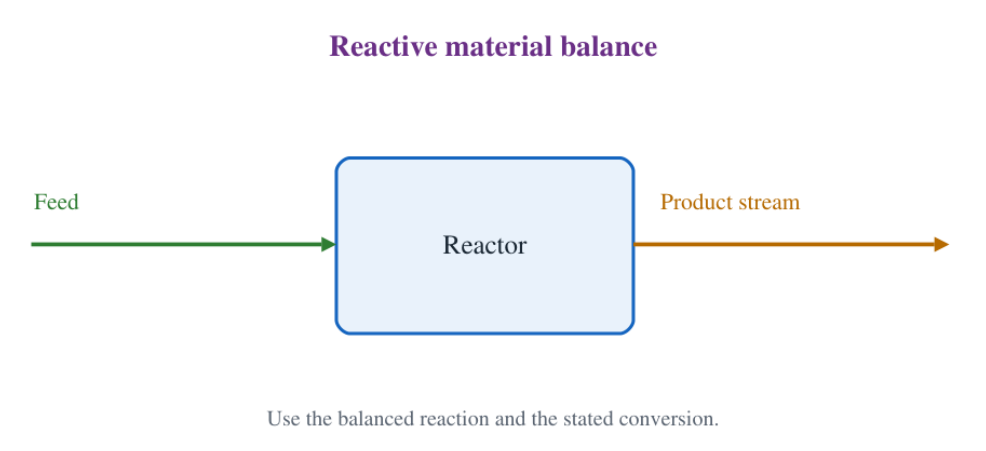 Reactive material balance
Feed
Product stream
Reactor
Use the balanced reaction and the stated conversion.